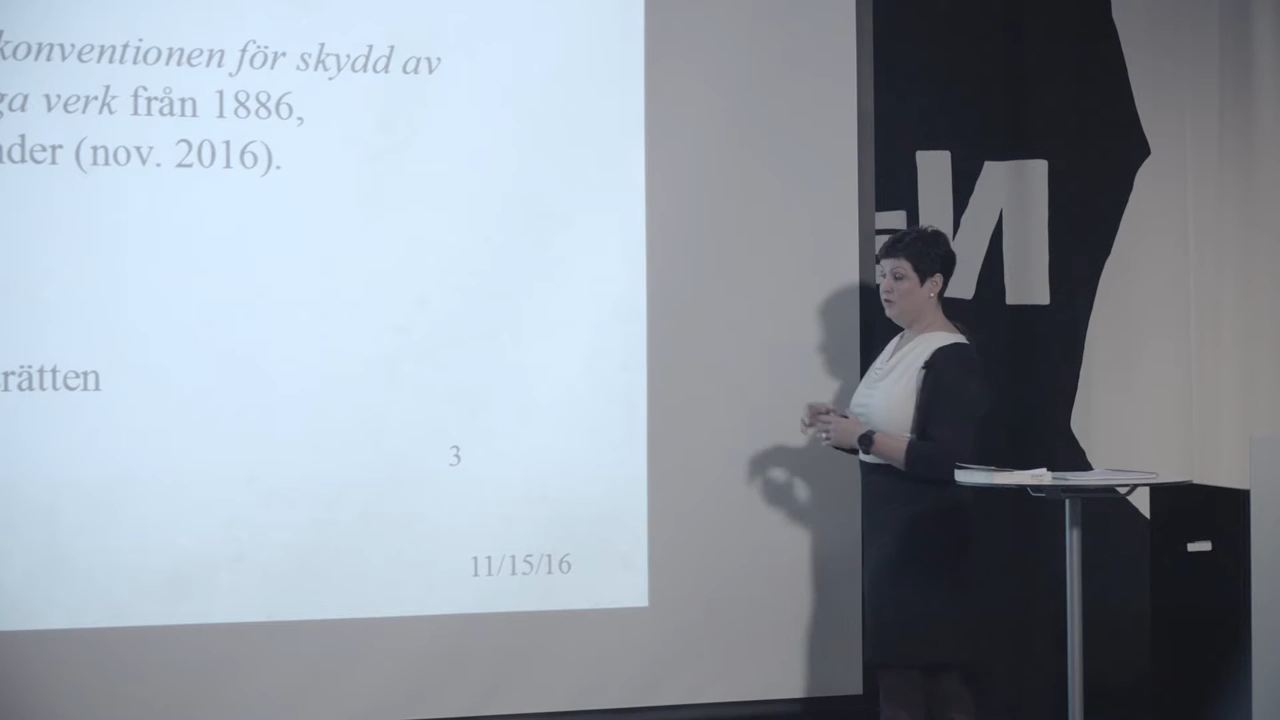 konventionen för skydd av
ga verk från 1886,
nder (nov. 2016).
rätten
3
11/15/16